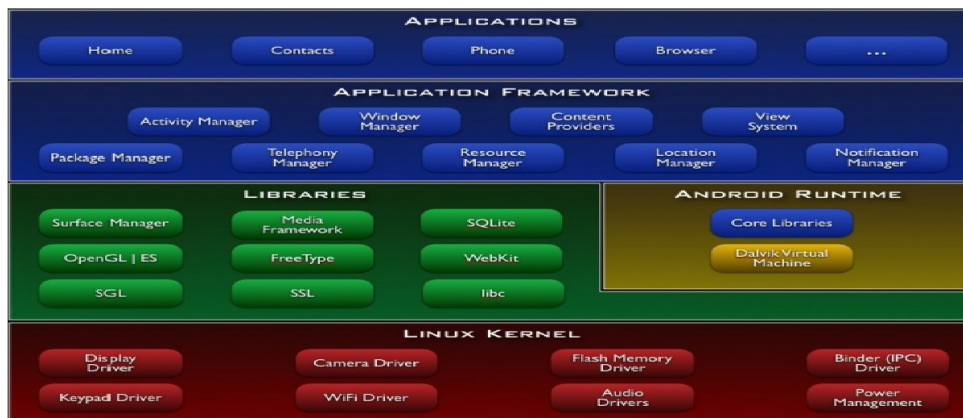 APPLICATIONS
Home
Contacts
Phone
Browser
...
APPLICATION FRAMEWORK
Activity Manager
Window
Manager
Content
Providers
View
System
Package Manager
Telephony
Manager
Resource
Manager
Location
Manager
Notification
Manager
LIBRARIES
Surface Manager
Media
Framework
SQLite
OpenGL | ES
FreeType
WebKit
SGL
SSL
libc
ANDROID RUNTIME
Core Libraries
Dalvik Virtual
Machine
LINUX KERNEL
Display
Driver
Camera Driver
Flash Memory
Driver
Binder (IPC)
Driver
Keypad Driver
WiFi Driver
Audio
Drivers
Power
Management